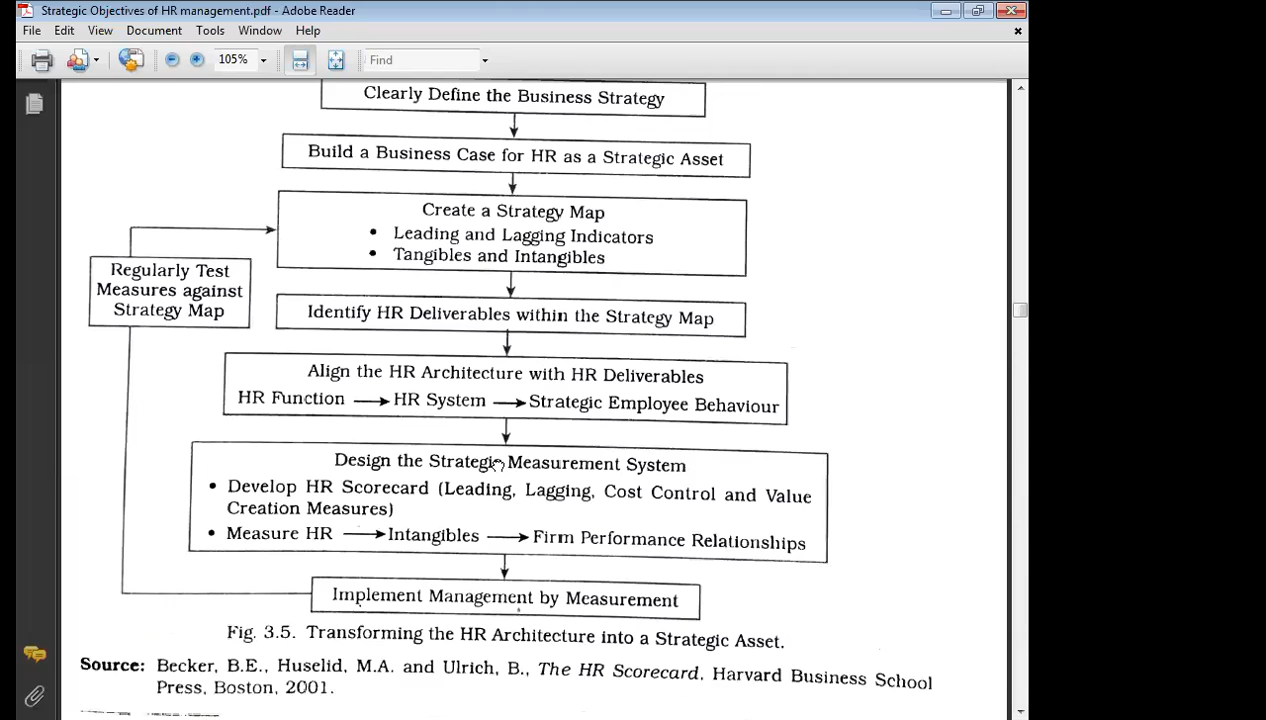 Strategic Objectives of HR management.pdf - Adobe Reader
File Edit View Document Tools Window Help
105% Find
Clearly Define the Business Strategy
Build a Business Case for HR as a Strategic Asset
Create a Strategy Map
• Leading and Lagging Indicators
• Tangibles and Intangibles
Regularly Test
Measures against
Strategy Map
Identify HR Deliverables within the Strategy Map
Align the HR Architecture with HR Deliverables
HR Function → HR System → Strategic Employee Behaviour
Design the Strategic Measurement System
• Develop HR Scorecard (Leading, Lagging, Cost Control and Value
Creation Measures)
• Measure HR → Intangibles → Firm Performance Relationships
Implement Management by Measurement
Fig. 3.5. Transforming the HR Architecture into a Strategic Asset.
Source: Becker, B.E., Huselid, M.A. and Ulrich, B., The HR Scorecard, Harvard Business School
Press, Boston, 2001.